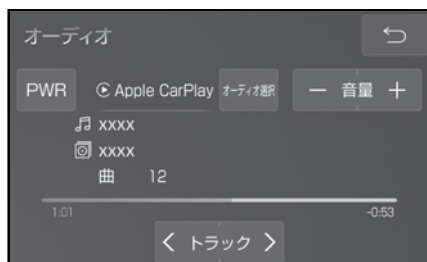 オーディオ
PWR Apple CarPlay オーディオ選択 － 音量 ＋
xxxx
xxxx
曲 12
1:01 -0:53
＜ トラック ＞